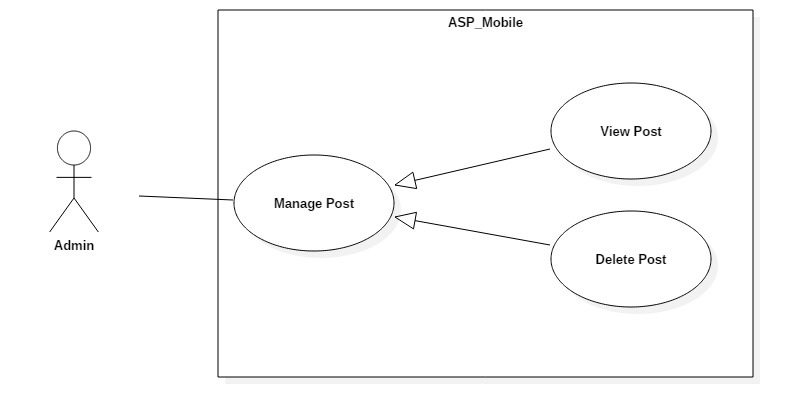 ASP_Mobile
View Post
Manage Post
Admin
Delete Post